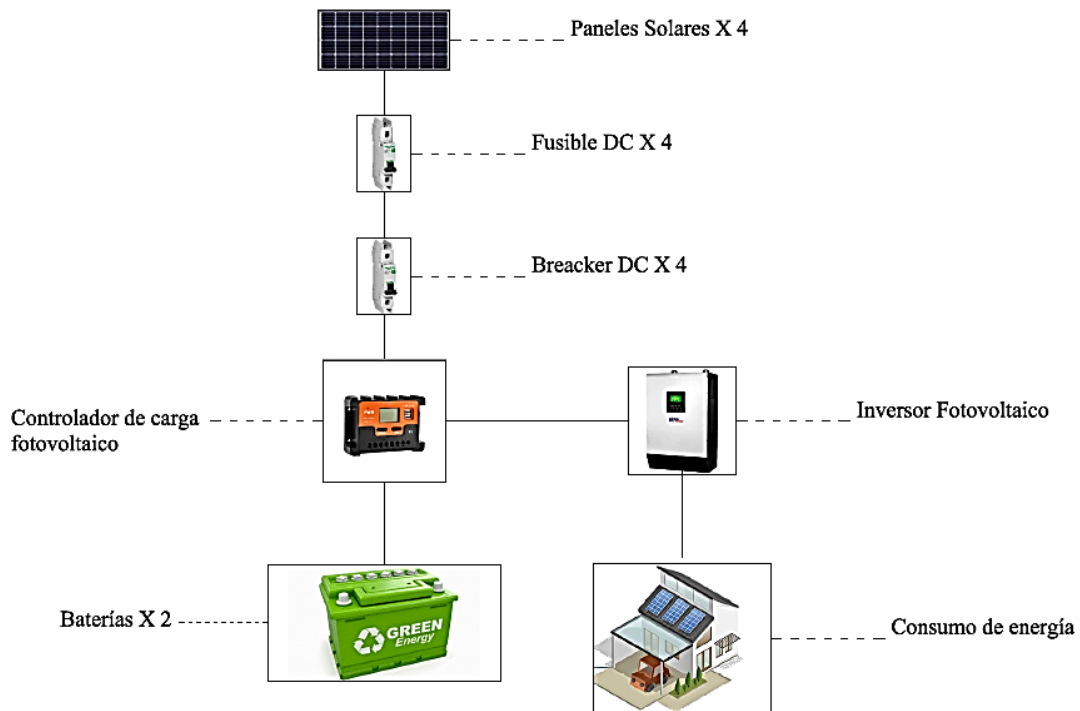 Paneles Solares X 4
Fusible DC X 4
Breacker DC X 4
Controlador de carga
fotovoltaico
Inversor Fotovoltaico
Baterías X 2
GREEN
Energy
Consumo de energía